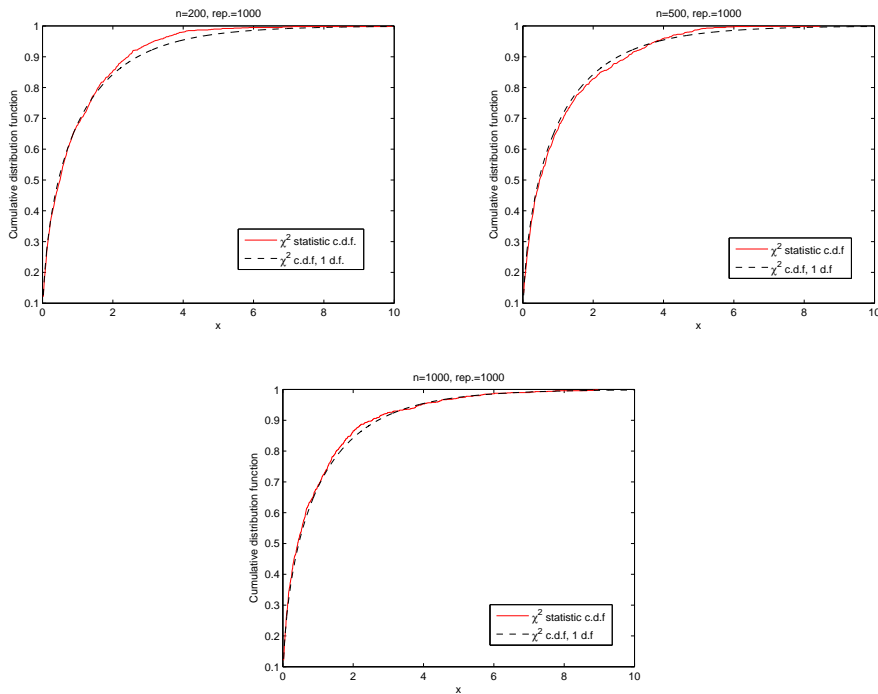 n=200, rep.=1000
Cumulative distribution function
1
0.9
0.8
0.7
0.6
0.5
0.4
0.3
0.2
0.1
0 2 4 6 8 10
x
χ² statistic c.d.f.
χ² c.d.f, 1 d.f.
n=500, rep.=1000
Cumulative distribution function
1
0.9
0.8
0.7
0.6
0.5
0.4
0.3
0.2
0.1
0 2 4 6 8 10
x
χ² statistic c.d.f
χ² c.d.f, 1 d.f
n=1000, rep.=1000
Cumulative distribution function
1
0.9
0.8
0.7
0.6
0.5
0.4
0.3
0.2
0.1
0 2 4 6 8 10
x
χ² statistic c.d.f
χ² c.d.f, 1 d.f